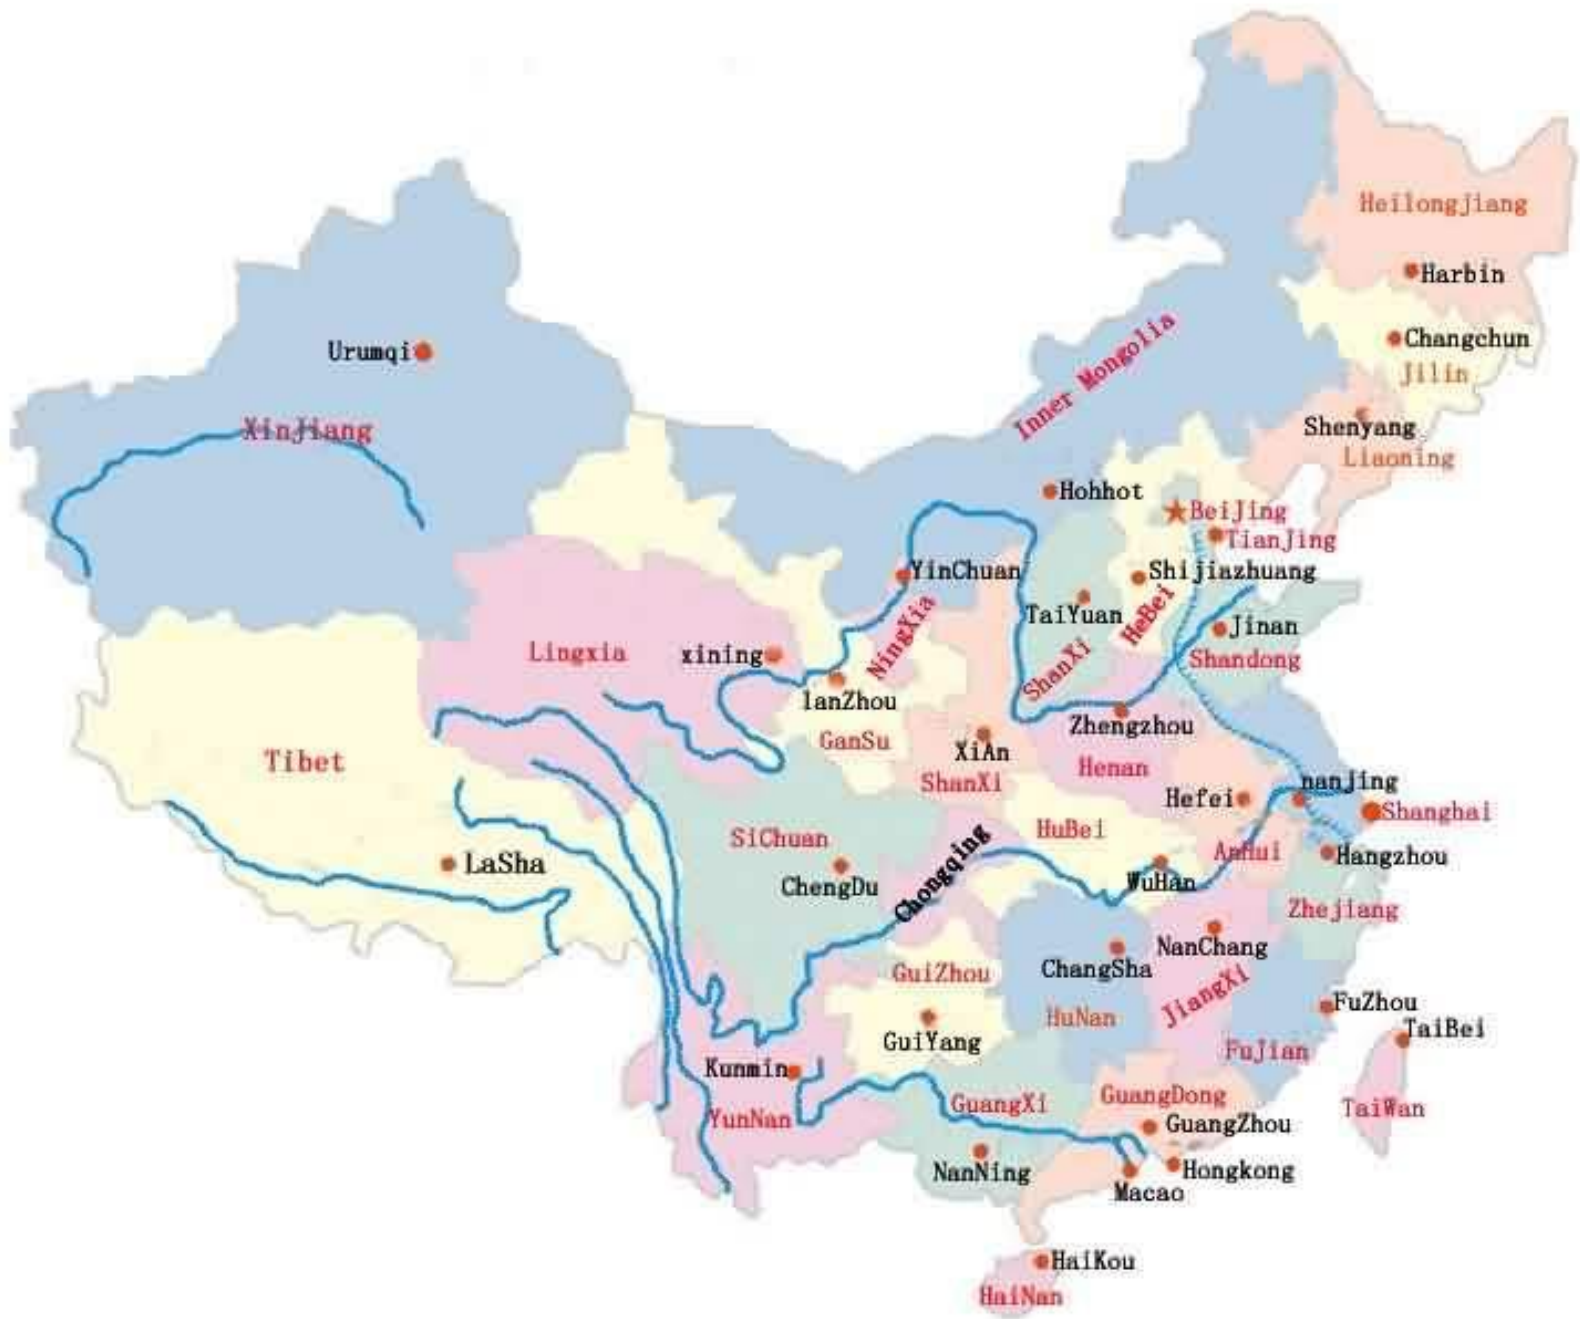 Heilongjiang
Harbin
Changchun
Jilin
Urumqi
Inner Mongolia
XinJiang
Shenyang
Liaoning
Hohhot
BeiJing
TianJing
YinChuan
Shijiazhuang
TaiYuan
HeBei
NingXia
Jinan
Lingxia
xining
ShanXi
Shandong
lanZhou
Zhengzhou
GanSu
XiAn
Tibet
Henan
ShanXi
nanjing
Hefei
Shanghai
HuBei
SiChuan
AnHui
Hangzhou
LaSha
ChengDu
Chongqing
WuHan
Zhejiang
NanChang
ChangSha
GuiZhou
JiangXi
FuZhou
HuNan
TaiBei
GuiYang
FuJian
Kunmin
GuangDong
GuangXi
TaiWan
YunNan
GuangZhou
NanNing
Hongkong
Macao
HaiKou
HaiNan